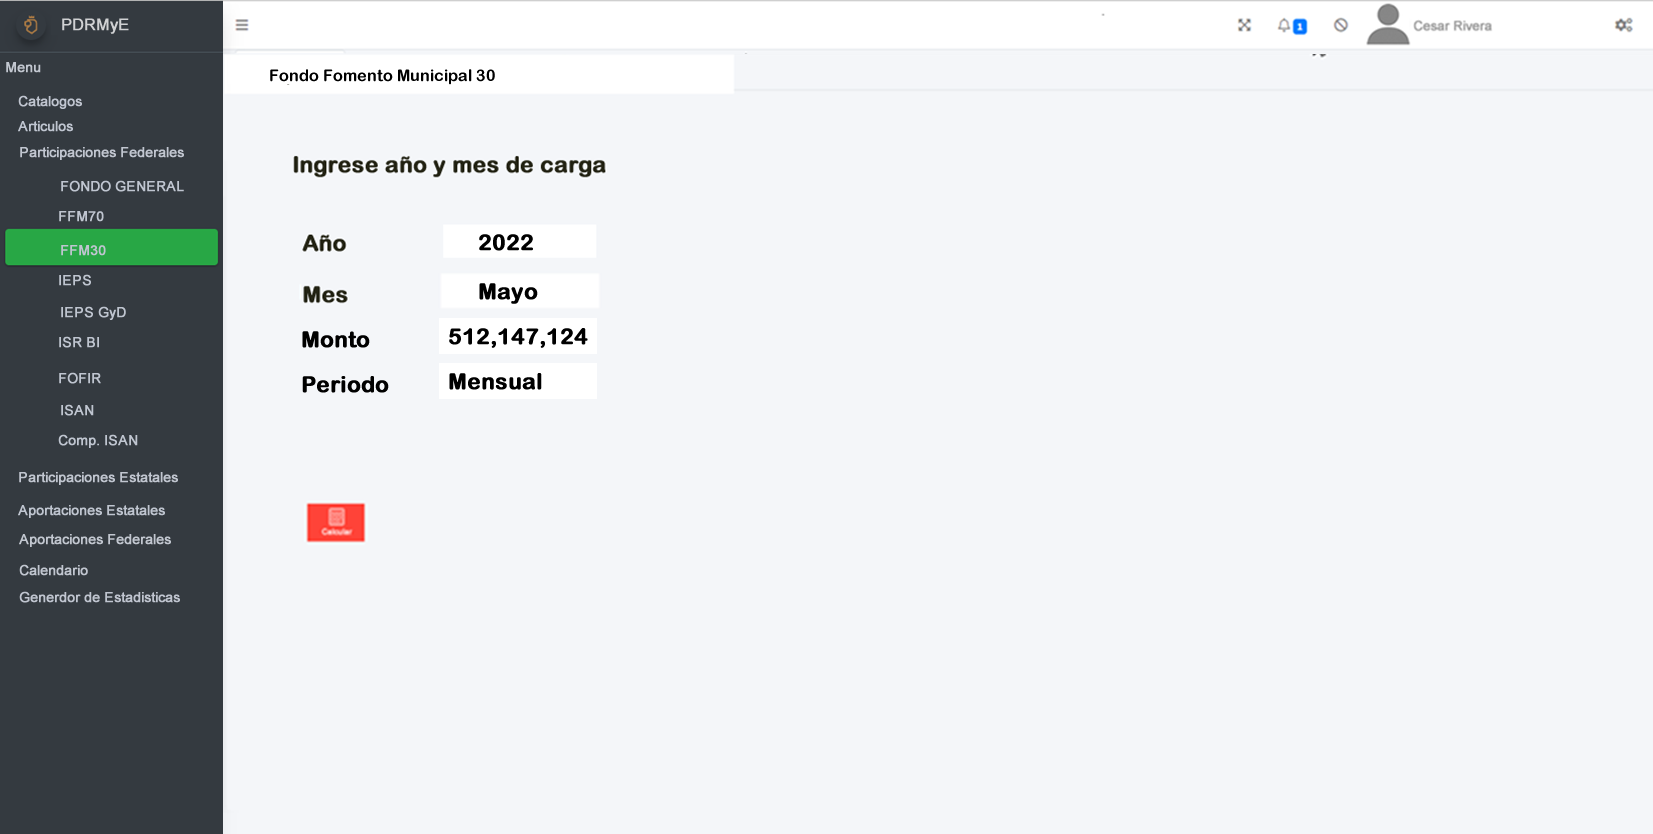 PDRMyE
1
Cesar Rivera
Menu
Catalogos
Articulos
Participaciones Federales
FONDO GENERAL
FFM70
FFM30
IEPS
IEPS GyD
ISR BI
FOFIR
ISAN
Comp. ISAN
Participaciones Estatales
Aportaciones Estatales
Aportaciones Federales
Calendario
Generdor de Estadisticas
Fondo Fomento Municipal 30
Ingrese año y mes de carga
Año 2022
Mes Mayo
Monto 512,147,124
Periodo Mensual
Calcular